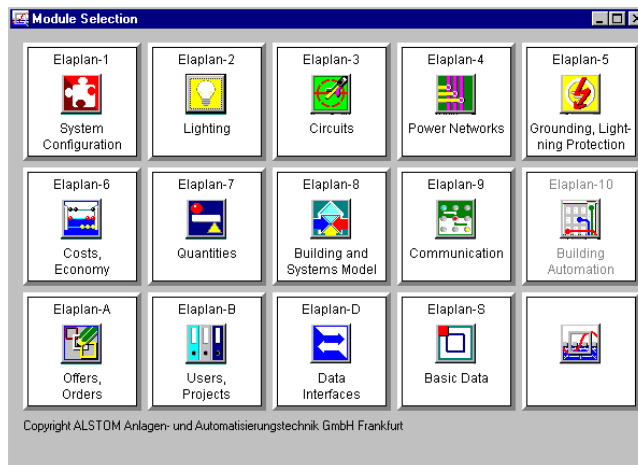 Module Selection
Elaplan-1
System
Configuration
Elaplan-2
Lighting
Elaplan-3
Circuits
Elaplan-4
Power Networks
Elaplan-5
Grounding, Light-
ning Protection
Elaplan-6
Costs,
Economy
Elaplan-7
Quantities
Elaplan-8
Building and
Systems Model
Elaplan-9
Communication
Elaplan-10
Building
Automation
Elaplan-A
Offers,
Orders
Elaplan-B
Users,
Projects
Elaplan-D
Data
Interfaces
Elaplan-S
Basic Data
Copyright ALSTOM Anlagen- und Automatisierungstechnik GmbH Frankfurt